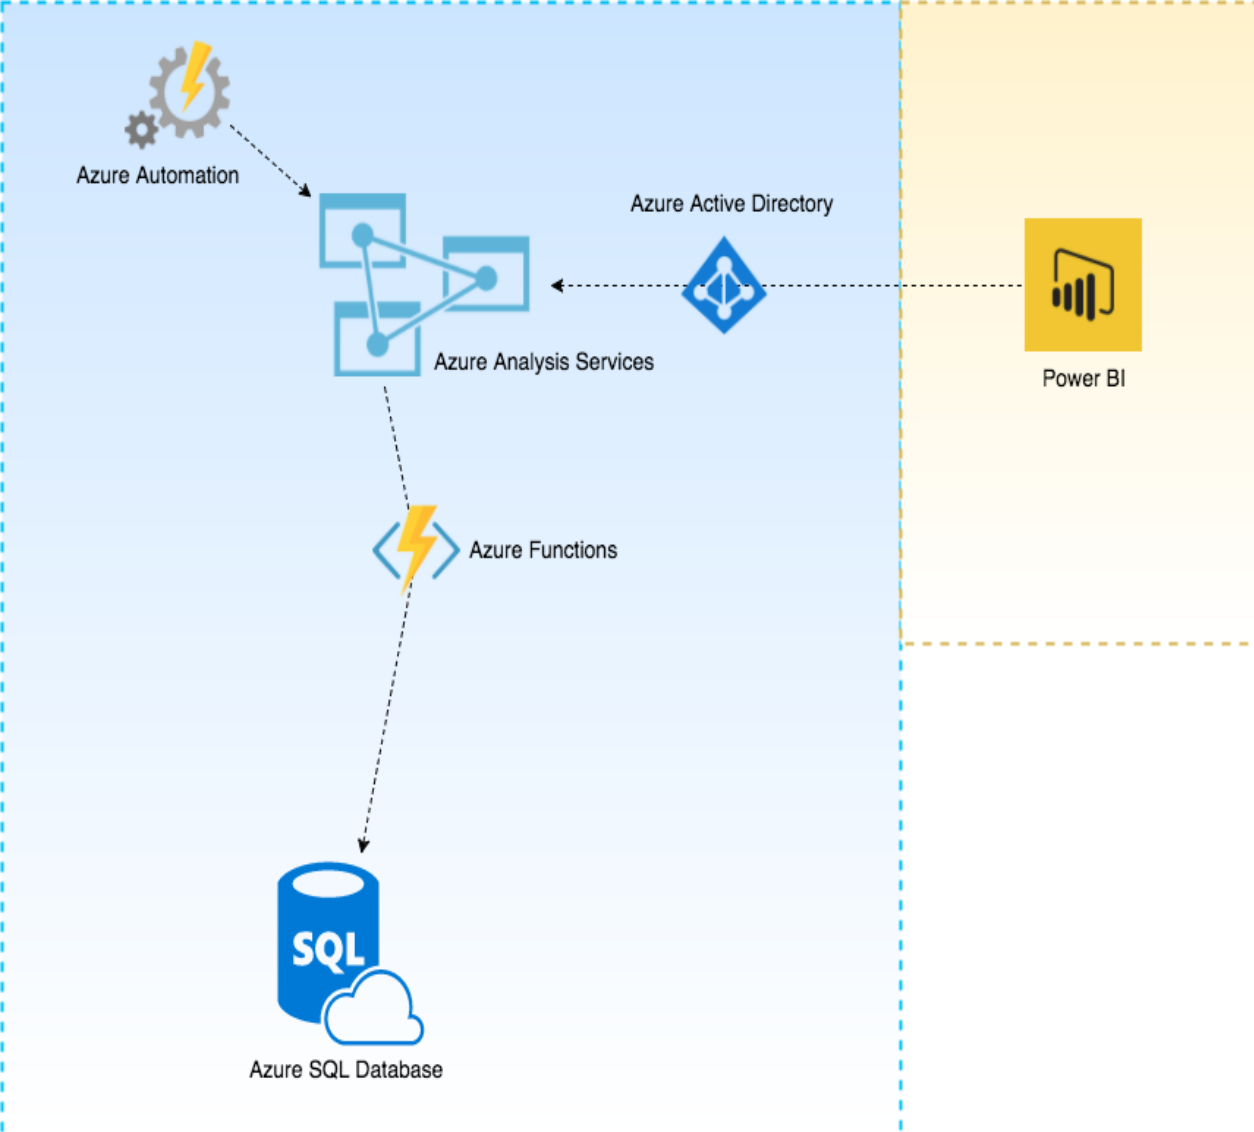 Azure Automation
Azure Active Directory
Azure Analysis Services
Power BI
Azure Functions
SQL
Azure SQL Database